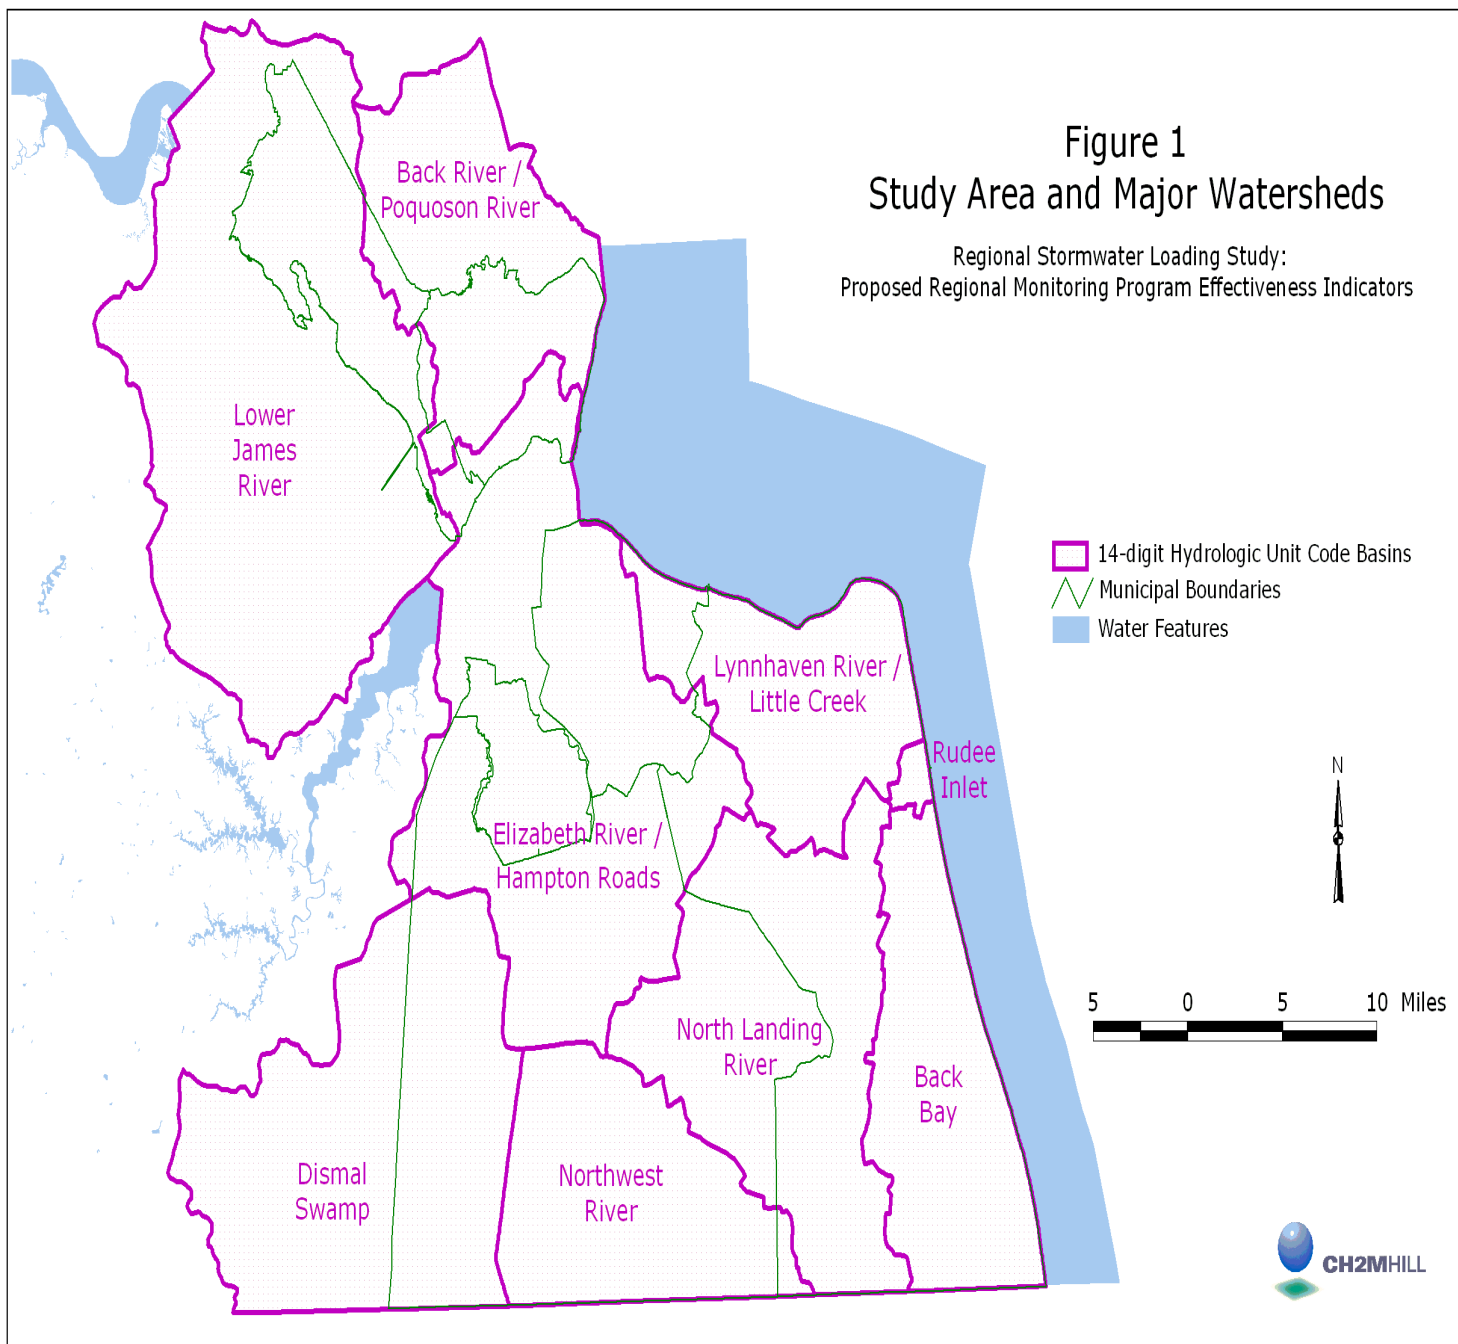 Figure 1
Study Area and Major Watersheds
Regional Stormwater Loading Study:
Proposed Regional Monitoring Program Effectiveness Indicators
Back River /
Poquoson River
Lower
James
River
14-digit Hydrologic Unit Code Basins
Municipal Boundaries
Water Features
Lynnhaven River /
Little Creek
Rudee
Inlet
N
Elizabeth River /
Hampton Roads
5 0 5 10 Miles
North Landing
River
Back
Bay
Dismal
Swamp
Northwest
River
CH2MHILL